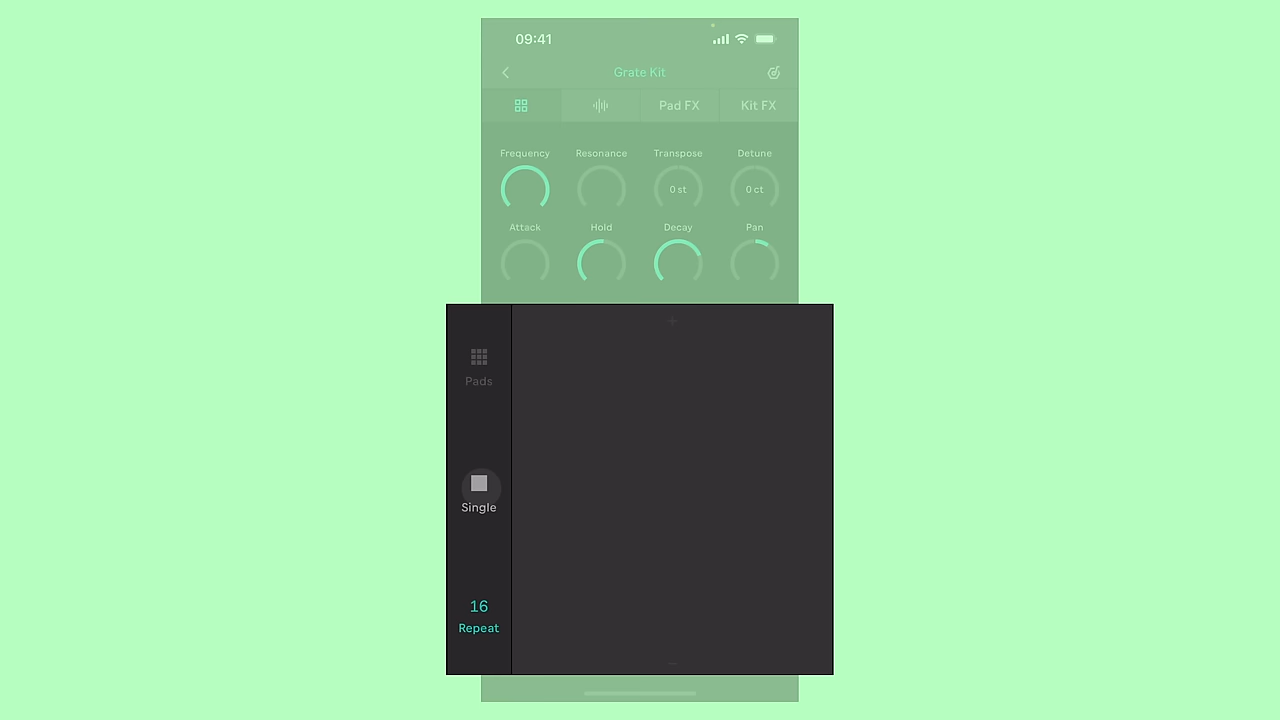 09:41
Grate Kit
Pad FX
Kit FX
Frequency Resonance Transpose Detune
0 st 0 ct
Attack Hold Decay Pan
+
Pads
Single
16
Repeat
−